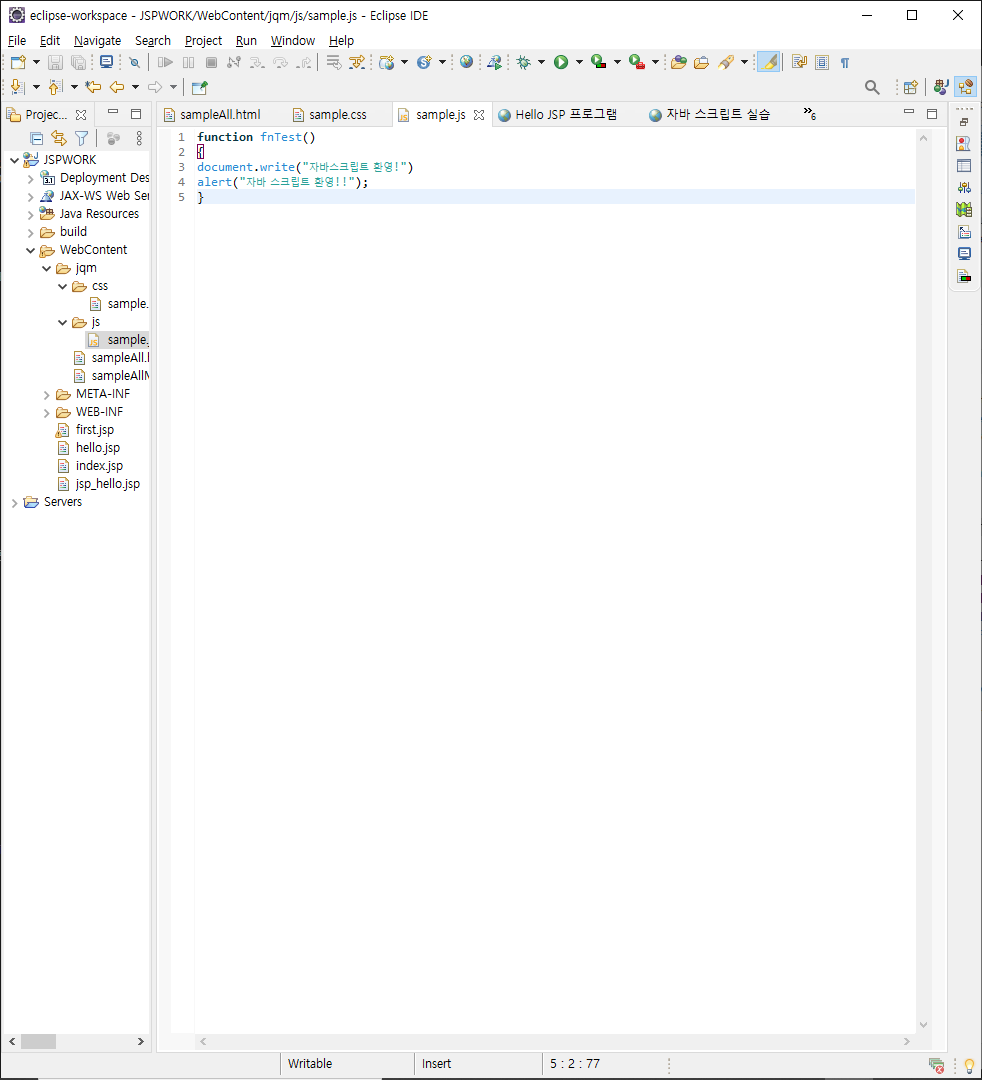 eclipse-workspace - JSPWORK/WebContent/jqm/js/sample.js - Eclipse IDE
File Edit Navigate Search Project Run Window Help
Projec...
sampleAll.html sample.css sample.js Hello JSP 프로그램 자바 스크립트 실습 »6
JSPWORK
Deployment Des
JAX-WS Web Ser
Java Resources
build
WebContent
jqm
css
sample.
js
sample.
sampleAll.l
sampleAllM
META-INF
WEB-INF
first.jsp
hello.jsp
index.jsp
jsp_hello.jsp
Servers
1 function fnTest()
2 {
3 document.write("자바스크립트 환영!")
4 alert("자바 스크립트 환영!!");
5 }
Writable Insert 5 : 2 : 77